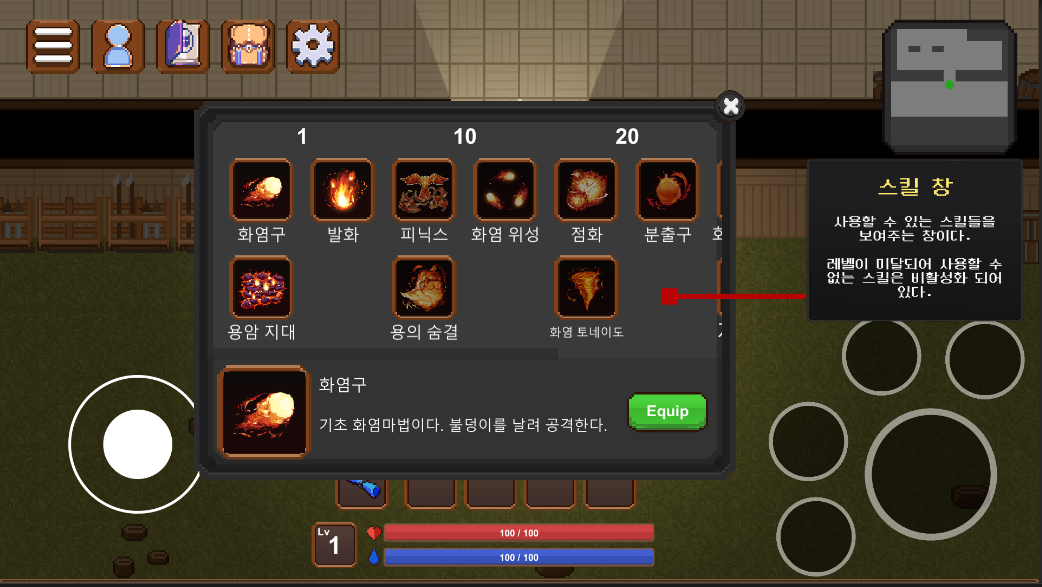 1 10 20
화염구 발화 피닉스 화염 위성 점화 분출구
용암 지대 용의 숨결 화염 토네이도
화염구
기초 화염마법이다. 불덩이를 날려 공격한다.
Equip
스킬 창
사용할 수 있는 스킬들을
보여주는 창이다.
레벨이 미달되어 사용할 수
없는 스킬은 비활성화 되어
있다.
Lv
1
100 / 100
100 / 100